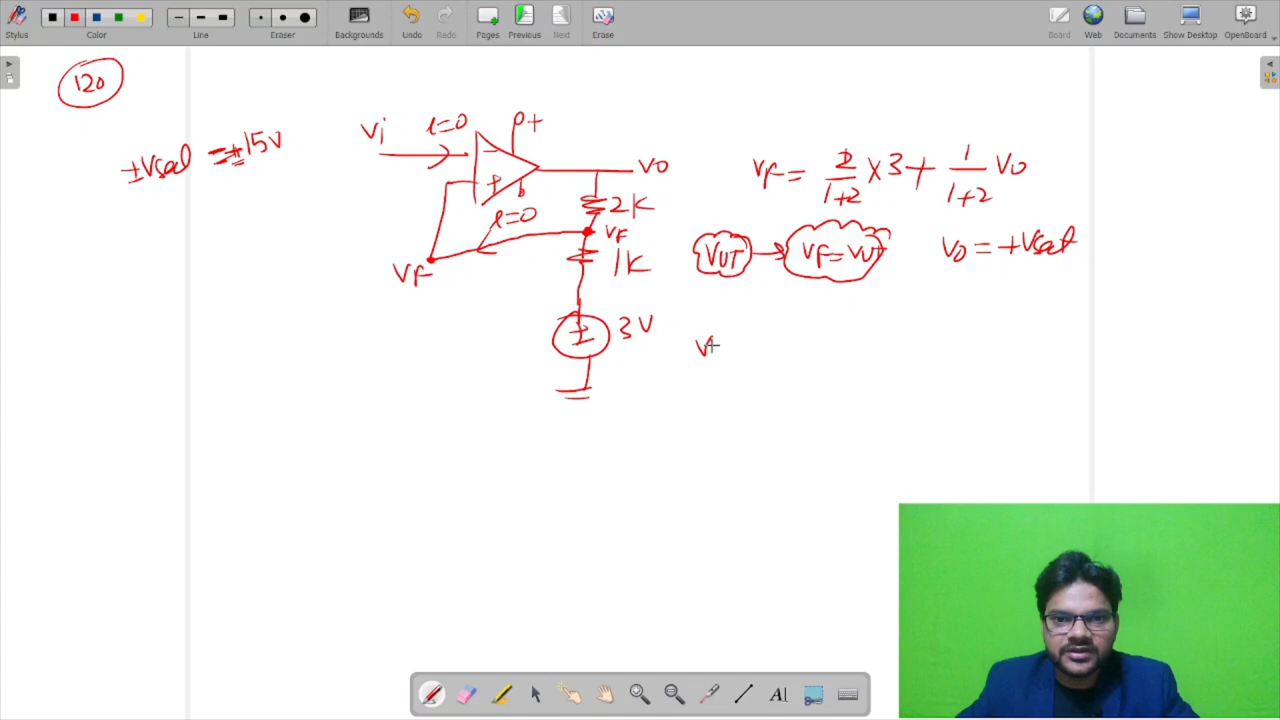 Stylus Color Line Eraser Backgrounds Undo Redo Pages Previous Next Erase Board Web Documents Show Desktop OpenBoard
120
±Vsat = ±15V
Vi i=0 +
- Vo
+ i=0 2K
VF
VF 1K
± 3V
VF = 2/1+2 × 3 + 1/1+2 Vo
VUT → VF = VUT Vo = +Vsat
V